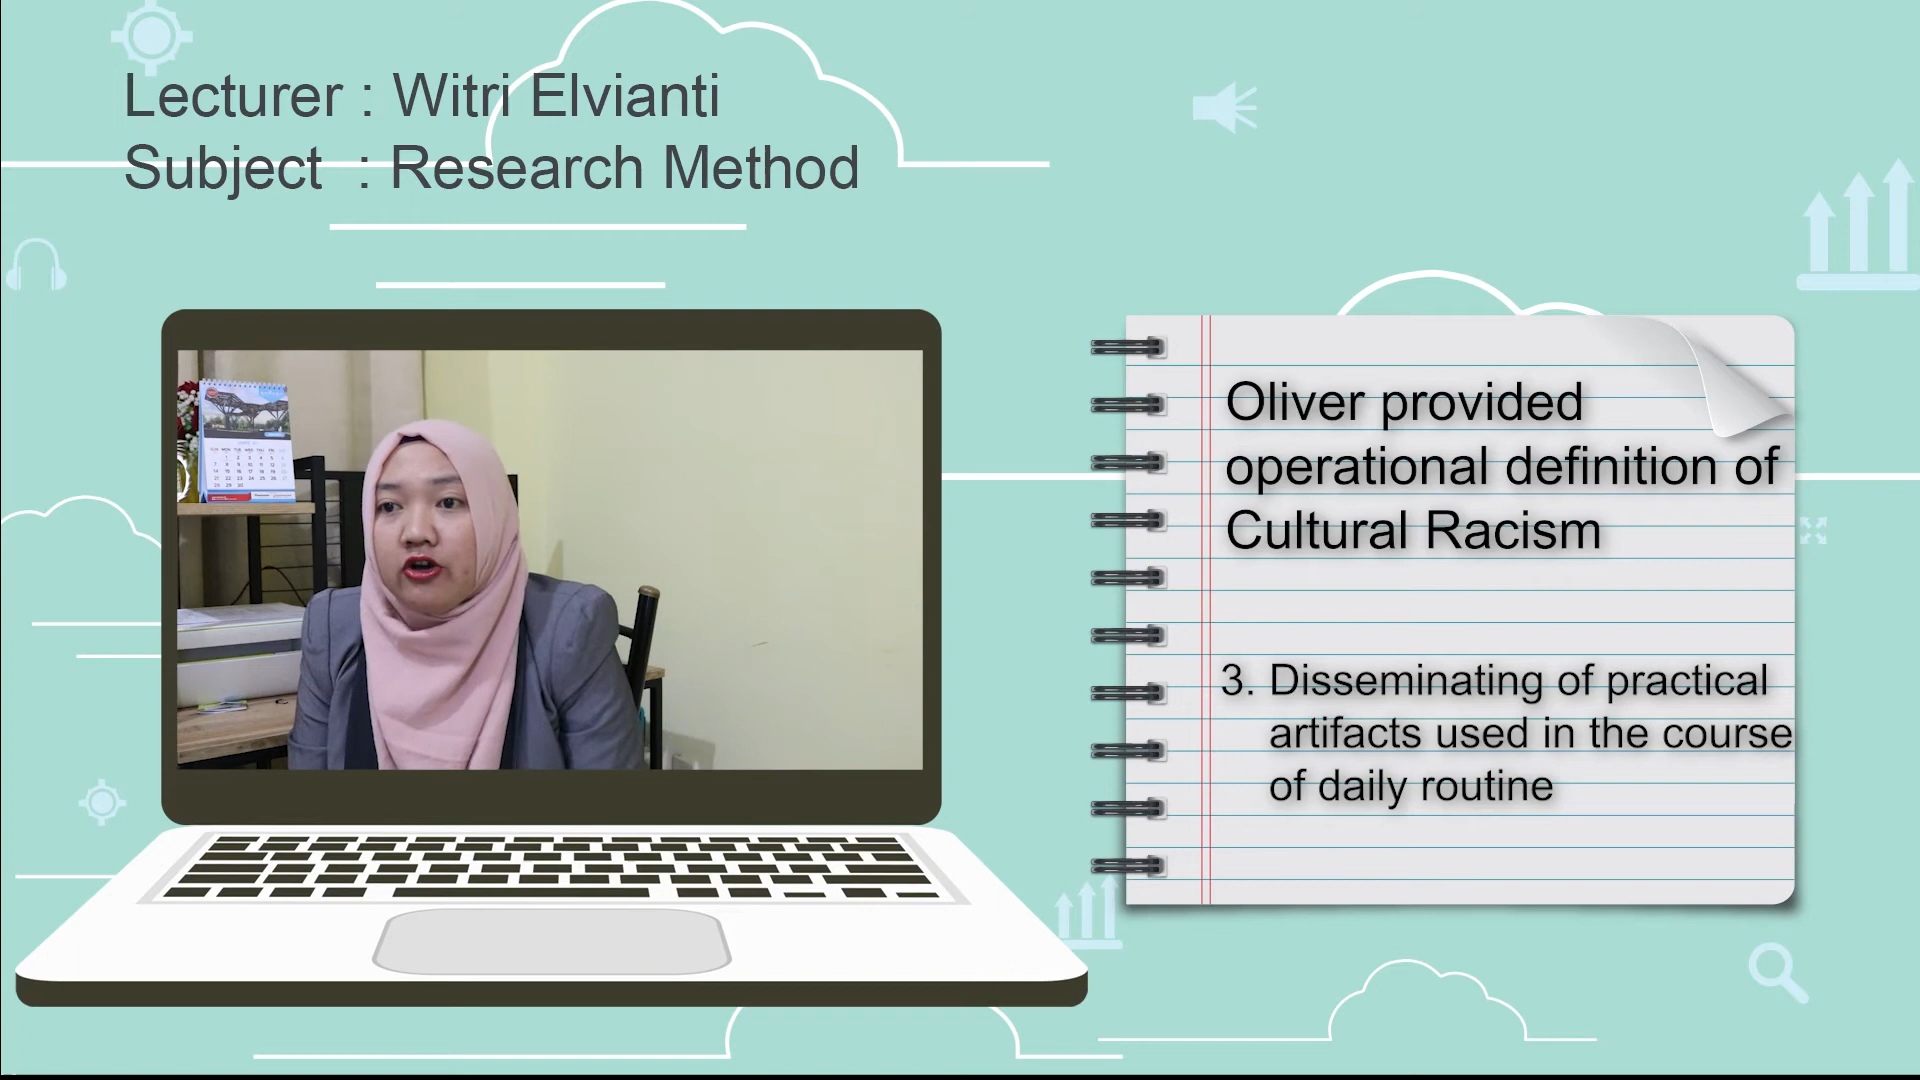 Lecturer : Witri Elvianti
Subject : Research Method
Oliver provided
operational definition of
Cultural Racism
3. Disseminating of practical
artifacts used in the course
of daily routine